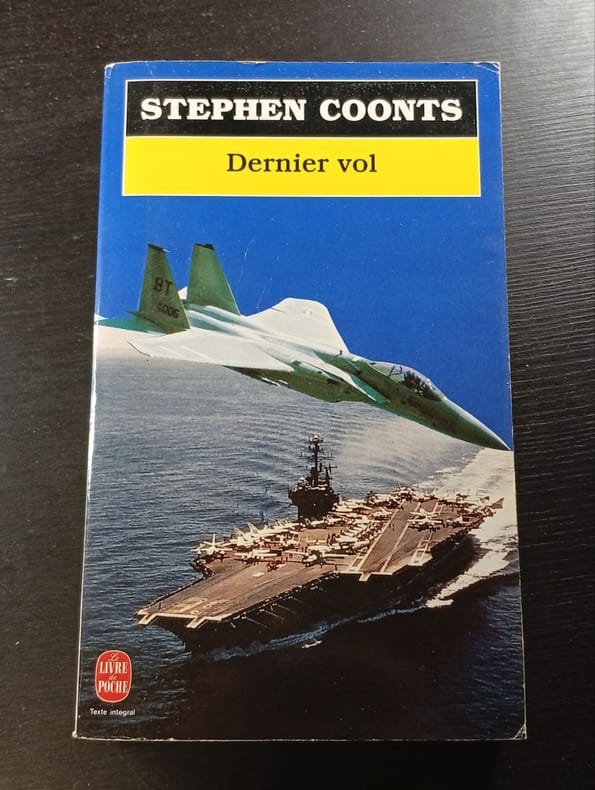 STEPHEN COONTS
Dernier vol
BT
Le
LIVRE
de
POCHE
Texte intégral